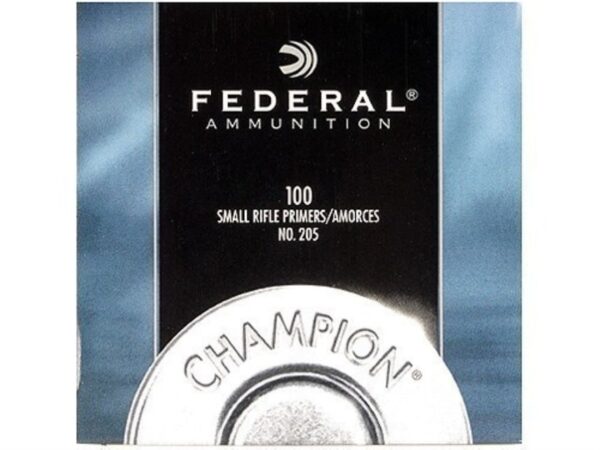 FEDERAL®
AMMUNITION
100
SMALL RIFLE PRIMERS/AMORCES
NO. 205
CHAMPION®